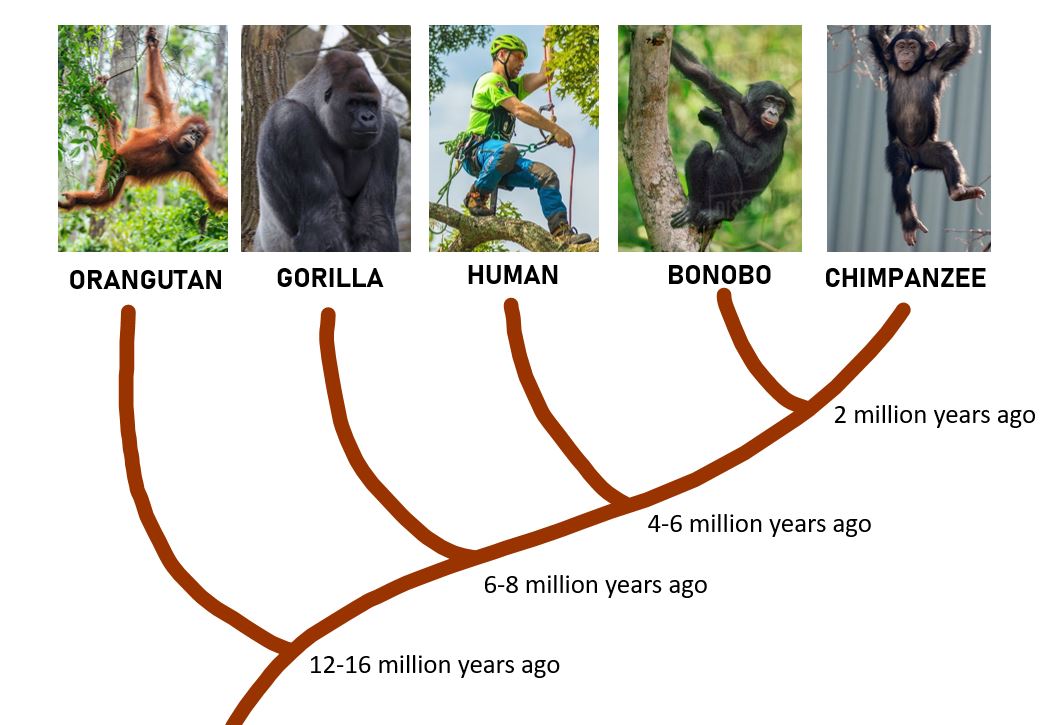 ORANGUTAN
GORILLA
HUMAN
BONOBO
CHIMPANZEE
2 million years ago
4-6 million years ago
6-8 million years ago
12-16 million years ago